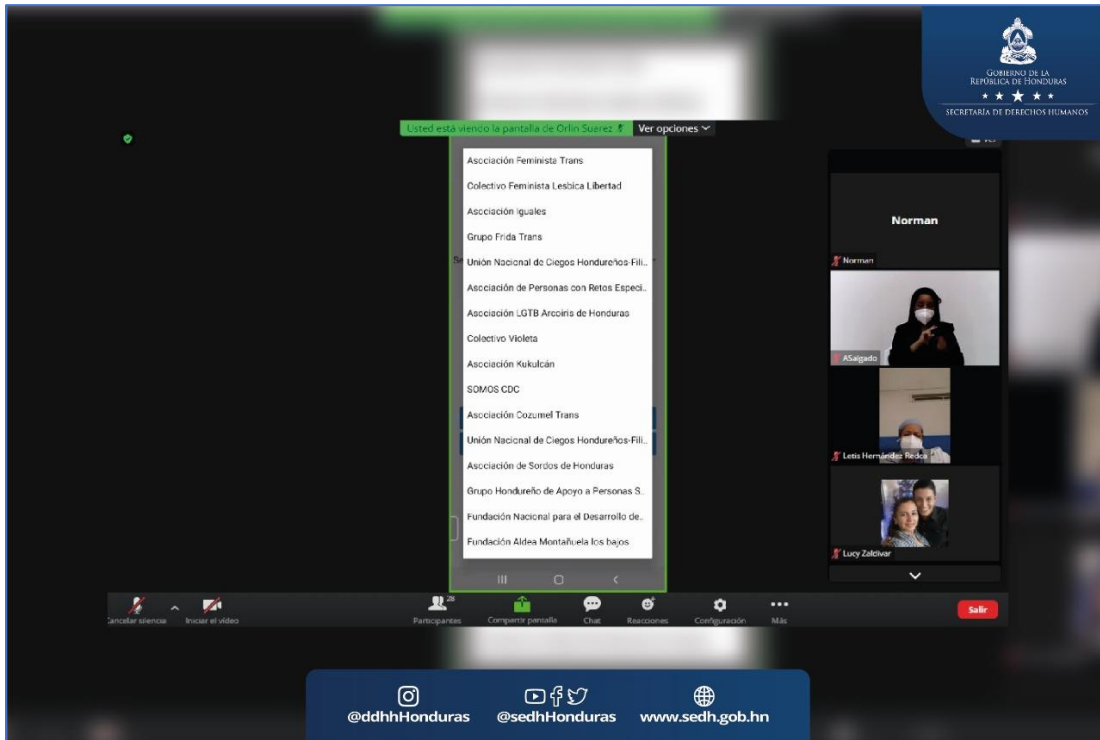 GOBIERNO DE LA
REPÚBLICA DE HONDURAS
SECRETARÍA DE DERECHOS HUMANOS
Usted está viendo la pantalla de Orlin Suarez
Ver opciones
Asociación Feminista Trans
Colectivo Feminista Lesbica Libertad
Asociación Iguales
Grupo Frida Trans
Unión Nacional de Ciegos Hondureños-Fili..
Asociación de Personas con Retos Especi..
Asociación LGTB Arcoiris de Honduras
Colectivo Violeta
Asociación Kukulcán
SOMOS CDC
Asociación Cozumel Trans
Unión Nacional de Ciegos Hondureños-Fili..
Asociación de Sordos de Honduras
Grupo Hondureño de Apoyo a Personas S..
Fundación Nacional para el Desarrollo de..
Fundación Aldea Montañuela los bajos
Norman
Norman
ASalgado
Letis Hernández Redca
Lucy Zaldivar
Cancelar silencio
Iniciar el vídeo
28
Participantes
Compartir pantalla
Chat
Reacciones
Configuración
Más
Salir
@ddhhHonduras
@sedhHonduras
www.sedh.gob.hn